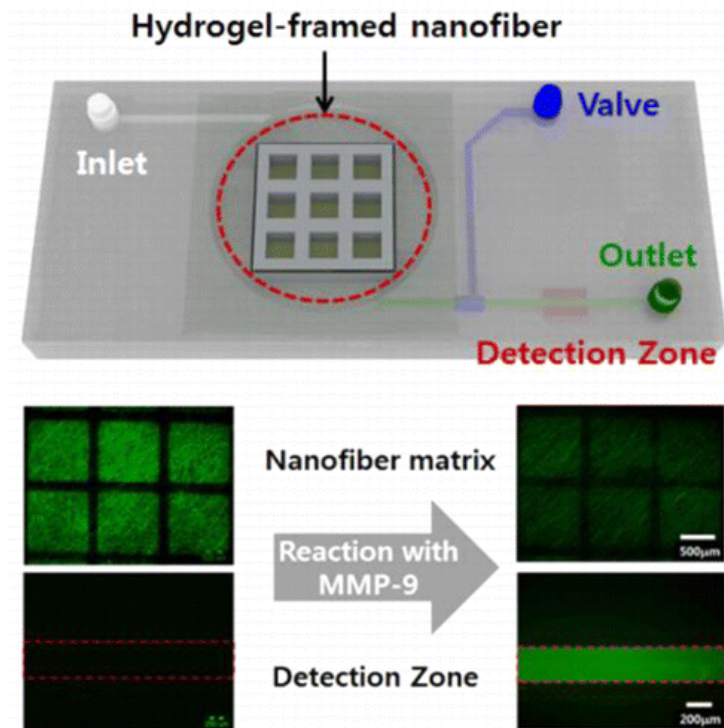 Hydrogel-framed nanofiber
Valve
Inlet
Outlet
Detection Zone
Nanofiber matrix
Reaction with
MMP-9
500μm
Detection Zone
200μm